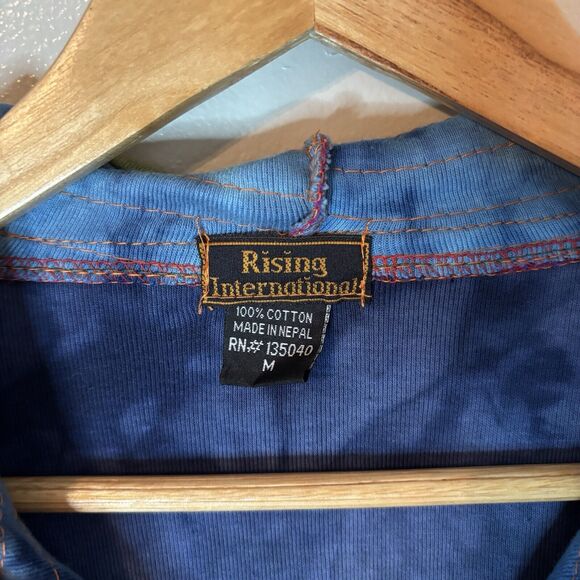 Rising
International
100% COTTON
MADE IN NEPAL
RN# 135040
M